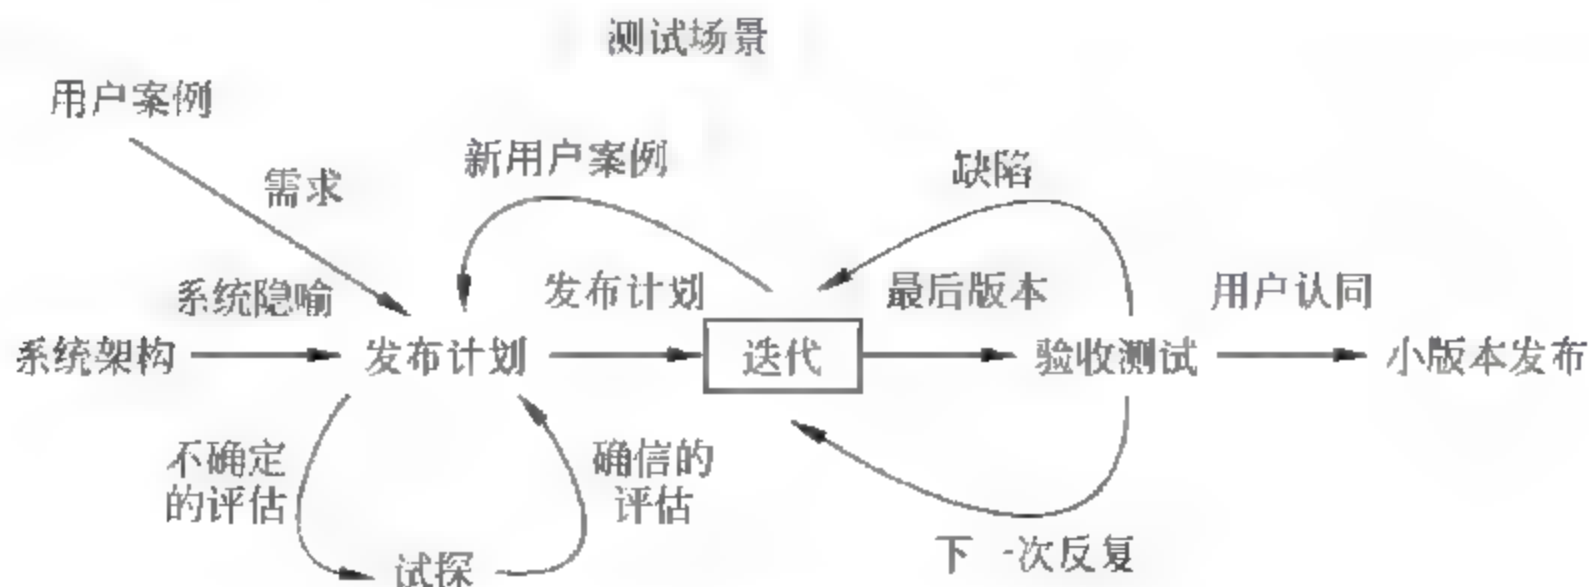 测试场景
用户案例
新用户案例
缺陷
需求
系统隐喻
发布计划
最后版本
用户认同
系统架构
发布计划
迭代
验收测试
小版本发布
不确定
的评估
确信的
评估
下一次反复
试探